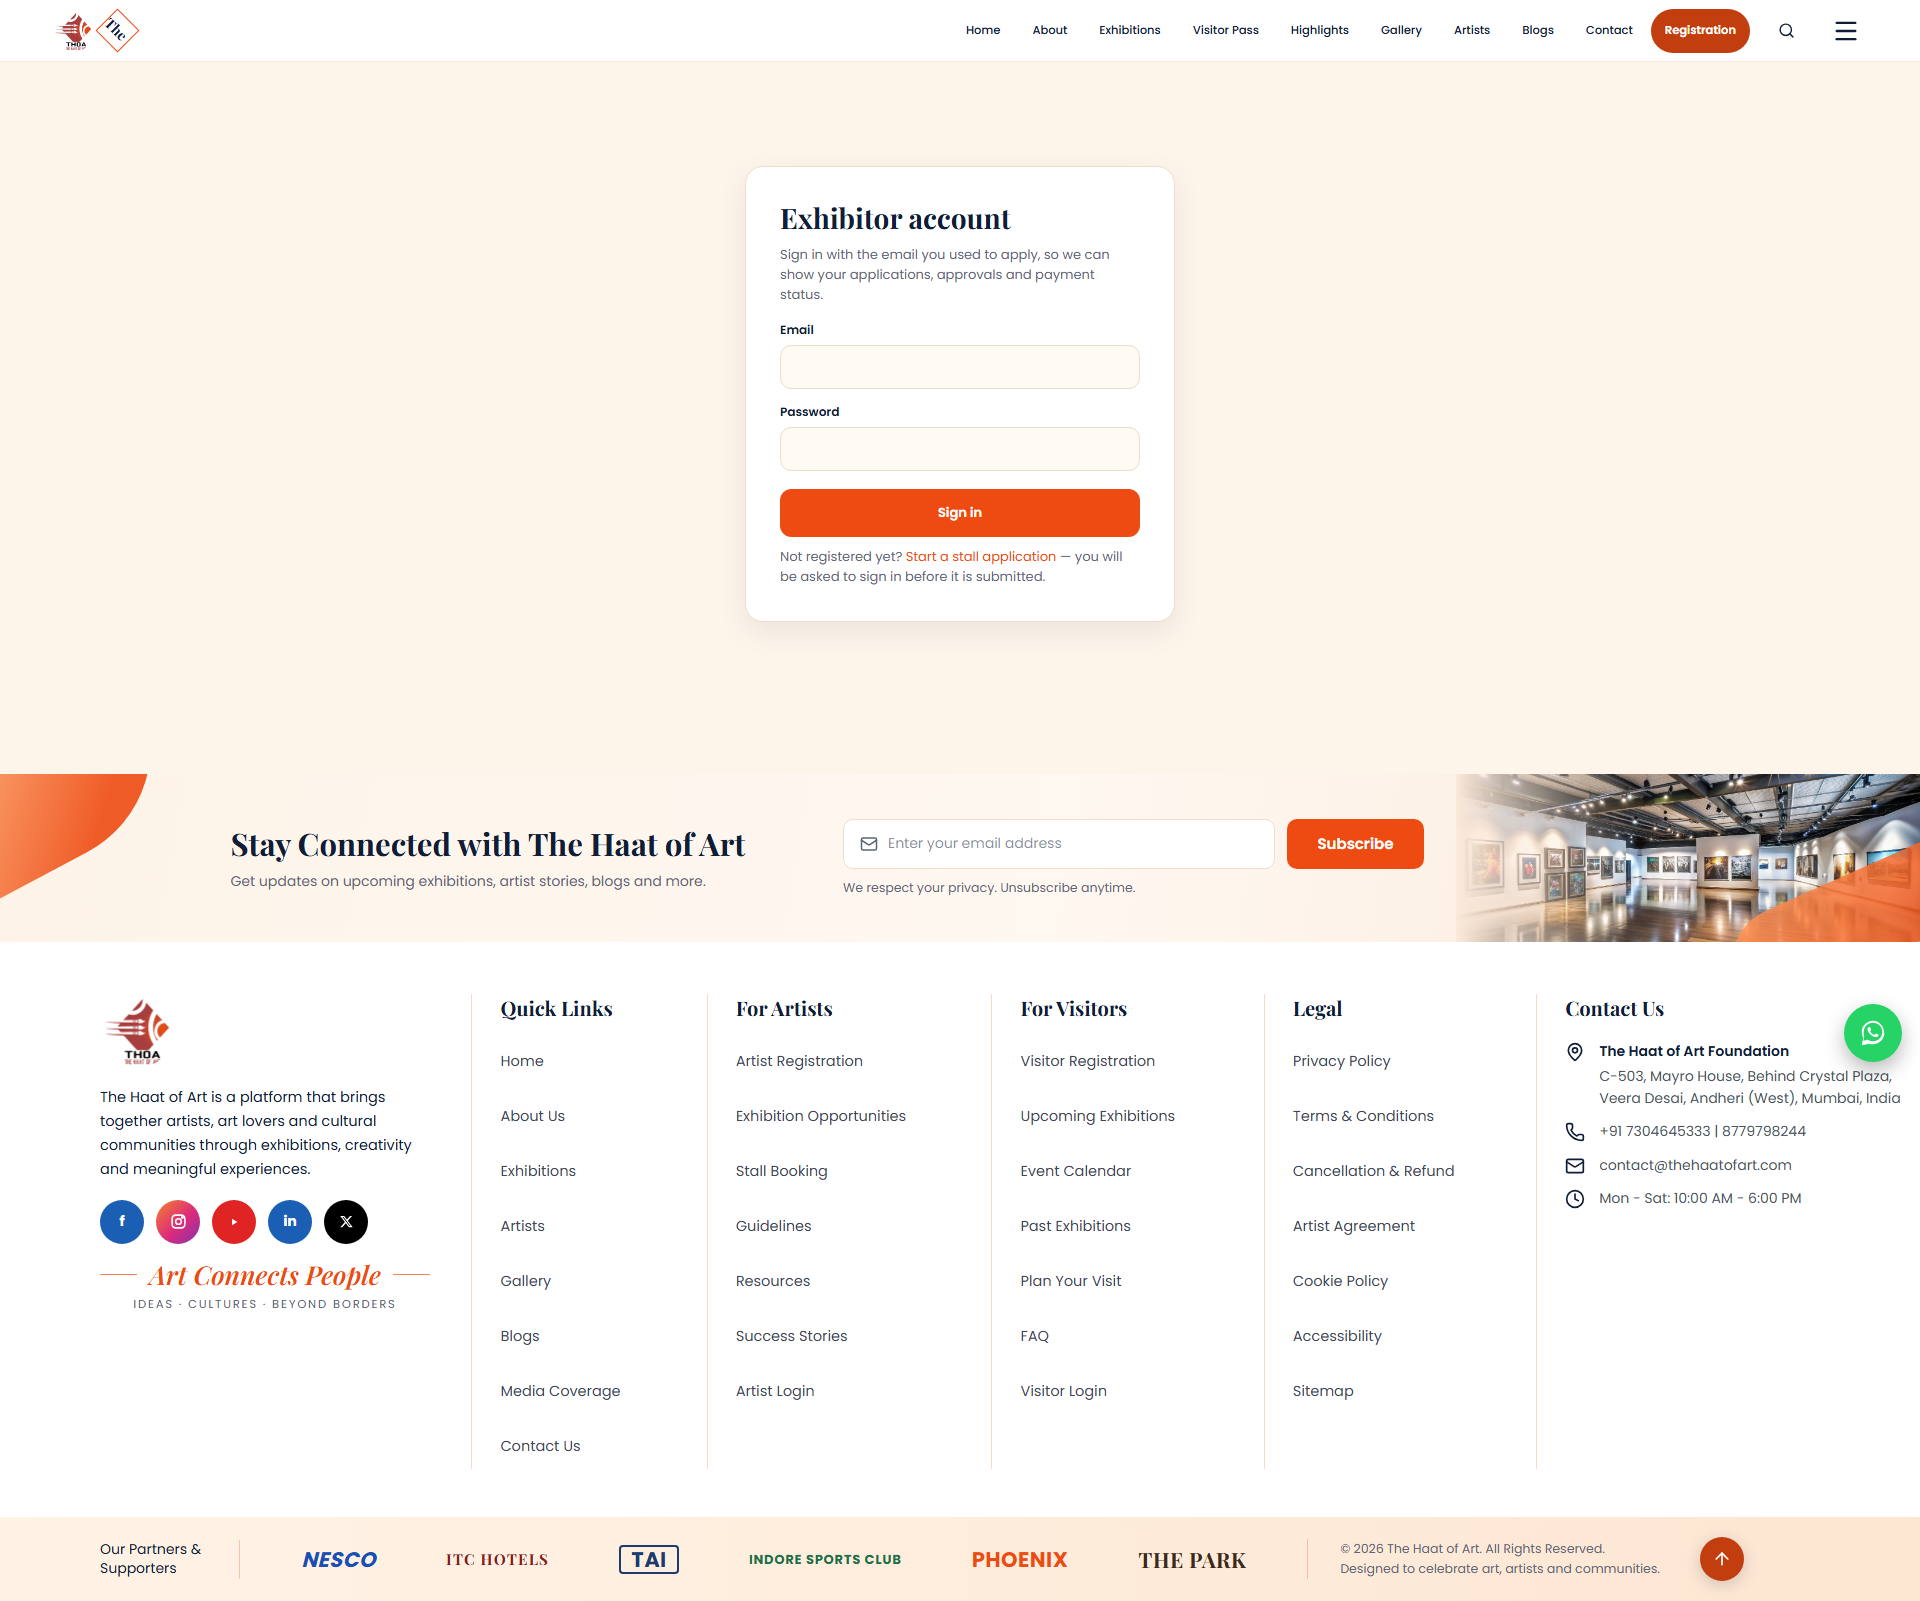 THOA
The
Home
About
Exhibitions
Visitor Pass
Highlights
Gallery
Artists
Blogs
Contact
Registration
Exhibitor account
Sign in with the email you used to apply, so we can
show your applications, approvals and payment
status.
Email
Password
Sign in
Not registered yet? Start a stall application — you will
be asked to sign in before it is submitted.
Stay Connected with The Haat of Art
Get updates on upcoming exhibitions, artist stories, blogs and more.
Enter your email address
Subscribe
We respect your privacy. Unsubscribe anytime.
THOA
THE HAAT OF ART
The Haat of Art is a platform that brings
together artists, art lovers and cultural
communities through exhibitions, creativity
and meaningful experiences.
Art Connects People
IDEAS · CULTURES · BEYOND BORDERS
Quick Links
Home
About Us
Exhibitions
Artists
Gallery
Blogs
Media Coverage
Contact Us
For Artists
Artist Registration
Exhibition Opportunities
Stall Booking
Guidelines
Resources
Success Stories
Artist Login
For Visitors
Visitor Registration
Upcoming Exhibitions
Event Calendar
Past Exhibitions
Plan Your Visit
FAQ
Visitor Login
Legal
Privacy Policy
Terms & Conditions
Cancellation & Refund
Artist Agreement
Cookie Policy
Accessibility
Sitemap
Contact Us
The Haat of Art Foundation
C-503, Mayro House, Behind Crystal Plaza,
Veera Desai, Andheri (West), Mumbai, India
+91 7304645333 | 8779798244
contact@thehaatofart.com
Mon - Sat: 10:00 AM - 6:00 PM
Our Partners &
Supporters
NESCO
ITC HOTELS
TAI
INDORE SPORTS CLUB
PHOENIX
THE PARK
© 2026 The Haat of Art. All Rights Reserved.
Designed to celebrate art, artists and communities.